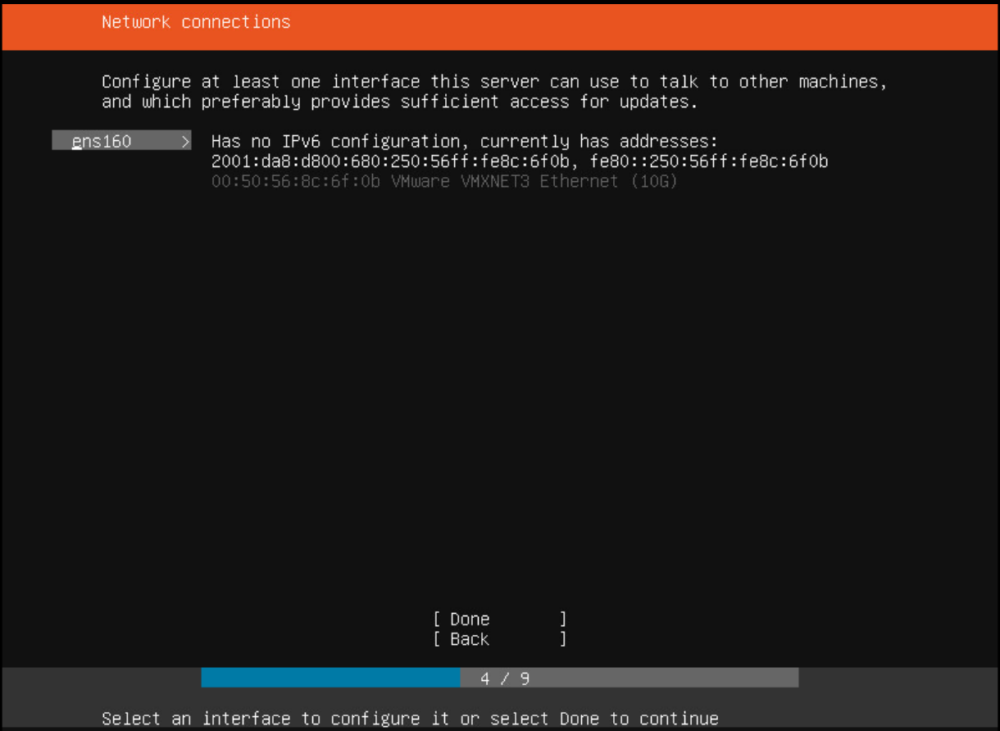 Network connections
Configure at least one interface this server can use to talk to other machines,
and which preferably provides sufficient access for updates.
ens160 > Has no IPv6 configuration, currently has addresses:
2001:da8:d800:680:250:56ff:fe8c:6f0b, fe80::250:56ff:fe8c:6f0b
00:50:56:8c:6f:0b VMware VMXNET3 Ethernet (10G)
[ Done ]
[ Back ]
4 / 9
Select an interface to configure it or select Done to continue